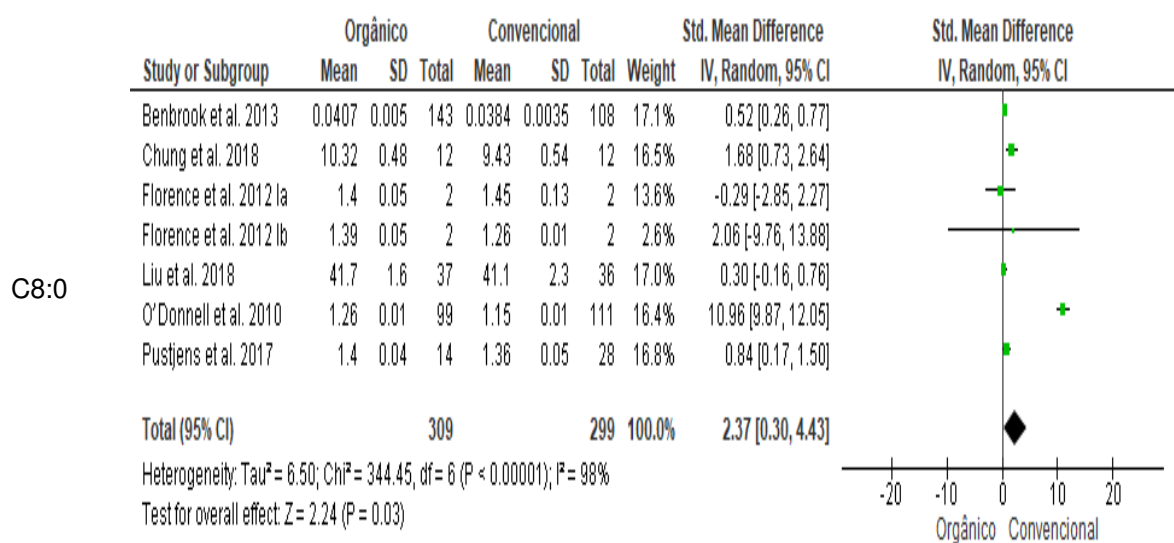 Orgânico Convencional Std. Mean Difference Std. Mean Difference
Study or Subgroup Mean SD Total Mean SD Total Weight IV, Random, 95% CI IV, Random, 95% CI
Benbrook et al. 2013 0.0407 0.005 143 0.0384 0.0035 108 17.1% 0.52 [0.26, 0.77]
Chung et al. 2018 10.32 0.48 12 9.43 0.54 12 16.5% 1.68 [0.73, 2.64]
Florence et al. 2012 Ia 1.4 0.05 2 1.45 0.13 2 13.6% -0.29 [-2.85, 2.27]
Florence et al. 2012 Ib 1.39 0.05 2 1.26 0.01 2 2.6% 2.06 [-9.76, 13.88]
C8:0 Liu et al. 2018 41.7 1.6 37 41.1 2.3 36 17.0% 0.30 [-0.16, 0.76]
O'Donnell et al. 2010 1.26 0.01 99 1.15 0.01 111 16.4% 10.96 [9.87, 12.05]
Pustjens et al. 2017 1.4 0.04 14 1.36 0.05 28 16.8% 0.84 [0.17, 1.50]
Total (95% CI) 309 299 100.0% 2.37 [0.30, 4.43]
Heterogeneity: Tau² = 6.50; Chi² = 344.45, df = 6 (P < 0.00001); I² = 98%
Test for overall effect: Z = 2.24 (P = 0.03)
-20 -10 0 10 20
Orgânico Convencional